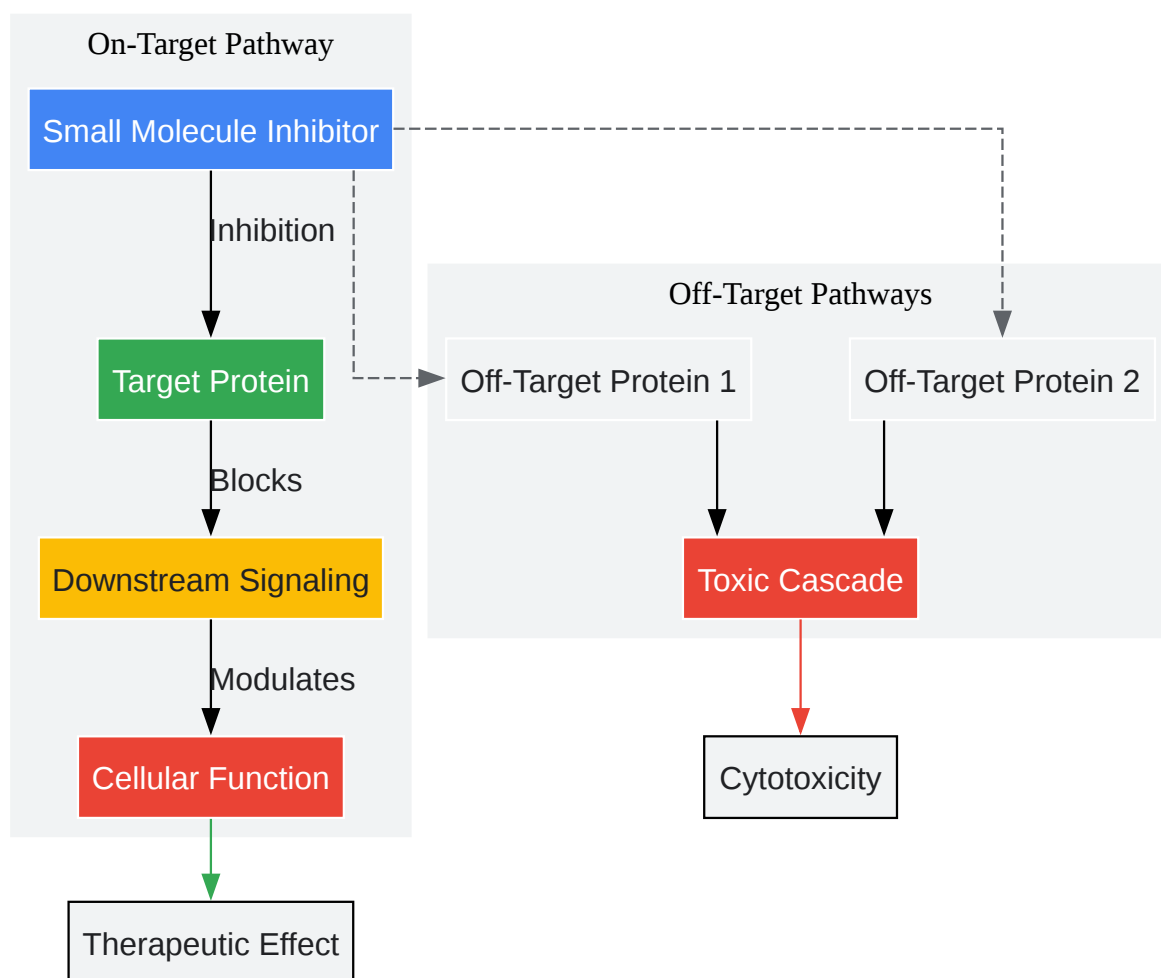 On-Target Pathway
Small Molecule Inhibitor
Inhibition
Off-Target Pathways
Target Protein
Off-Target Protein 1
Off-Target Protein 2
Blocks
Downstream Signaling
Toxic Cascade
Modulates
Cellular Function
Cytotoxicity
Therapeutic Effect